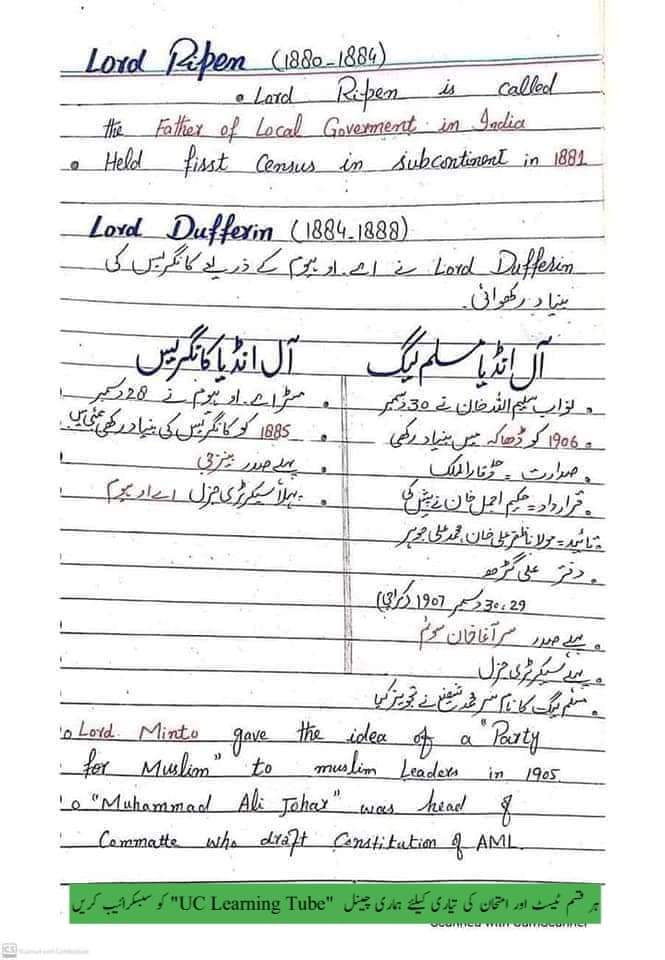 Lord Ripen (1880-1884)
• Lord Ripen is called
the Father of Local Goverment in India
• Held fisst Census in subcontinent in 1881
Lord Dufferin (1884-1888)
Lord Dufferin نے اے۔او ہیوم کے ذریعے کانگریس کی
بنیاد رکھوائی۔
آل انڈیا مسلم لیگ
• نواب سلیم اللہ خان نے 30 دسمبر
• 1906 کو ڈھاکہ میں بنیاد رکھی
• صدارت = وقار الملک
• قرارداد = حکیم اجمل خان نے پیش کی
• تائید = مولانا ظفر علی خان، محمد علی جوہر
• دفتر علی گڑھ
29، 30 دسمبر 1907 (کراچی)
• پہلے صدر سر آغا خان سوئم
• پہلے سیکریٹری جنرل
• مسلم لیگ کا نام سر محمد شفیع نے تجویز کیا
آل انڈیا کانگریس
• مسٹر اے۔او ہیوم نے 28 دسمبر
• 1885 کو کانگریس کی بنیاد رکھی
• پہلے صدر بینرجی
• پہلا سیکریٹری جنرل اے او ہیوم
• Lord Minto gave the idea of a "Party
for Muslim" to muslim Leaders in 1905.
• "Muhammad Ali Johar" was head of
Commatte who draft Constitution of AML.
ہر قسم ٹیسٹ اور امتحان کی تیاری کیلئے ہماری چینل "UC Learning Tube" کو سبسکرائیب کریں
Scanned with CamScanner
CS Scanned with CamScanner